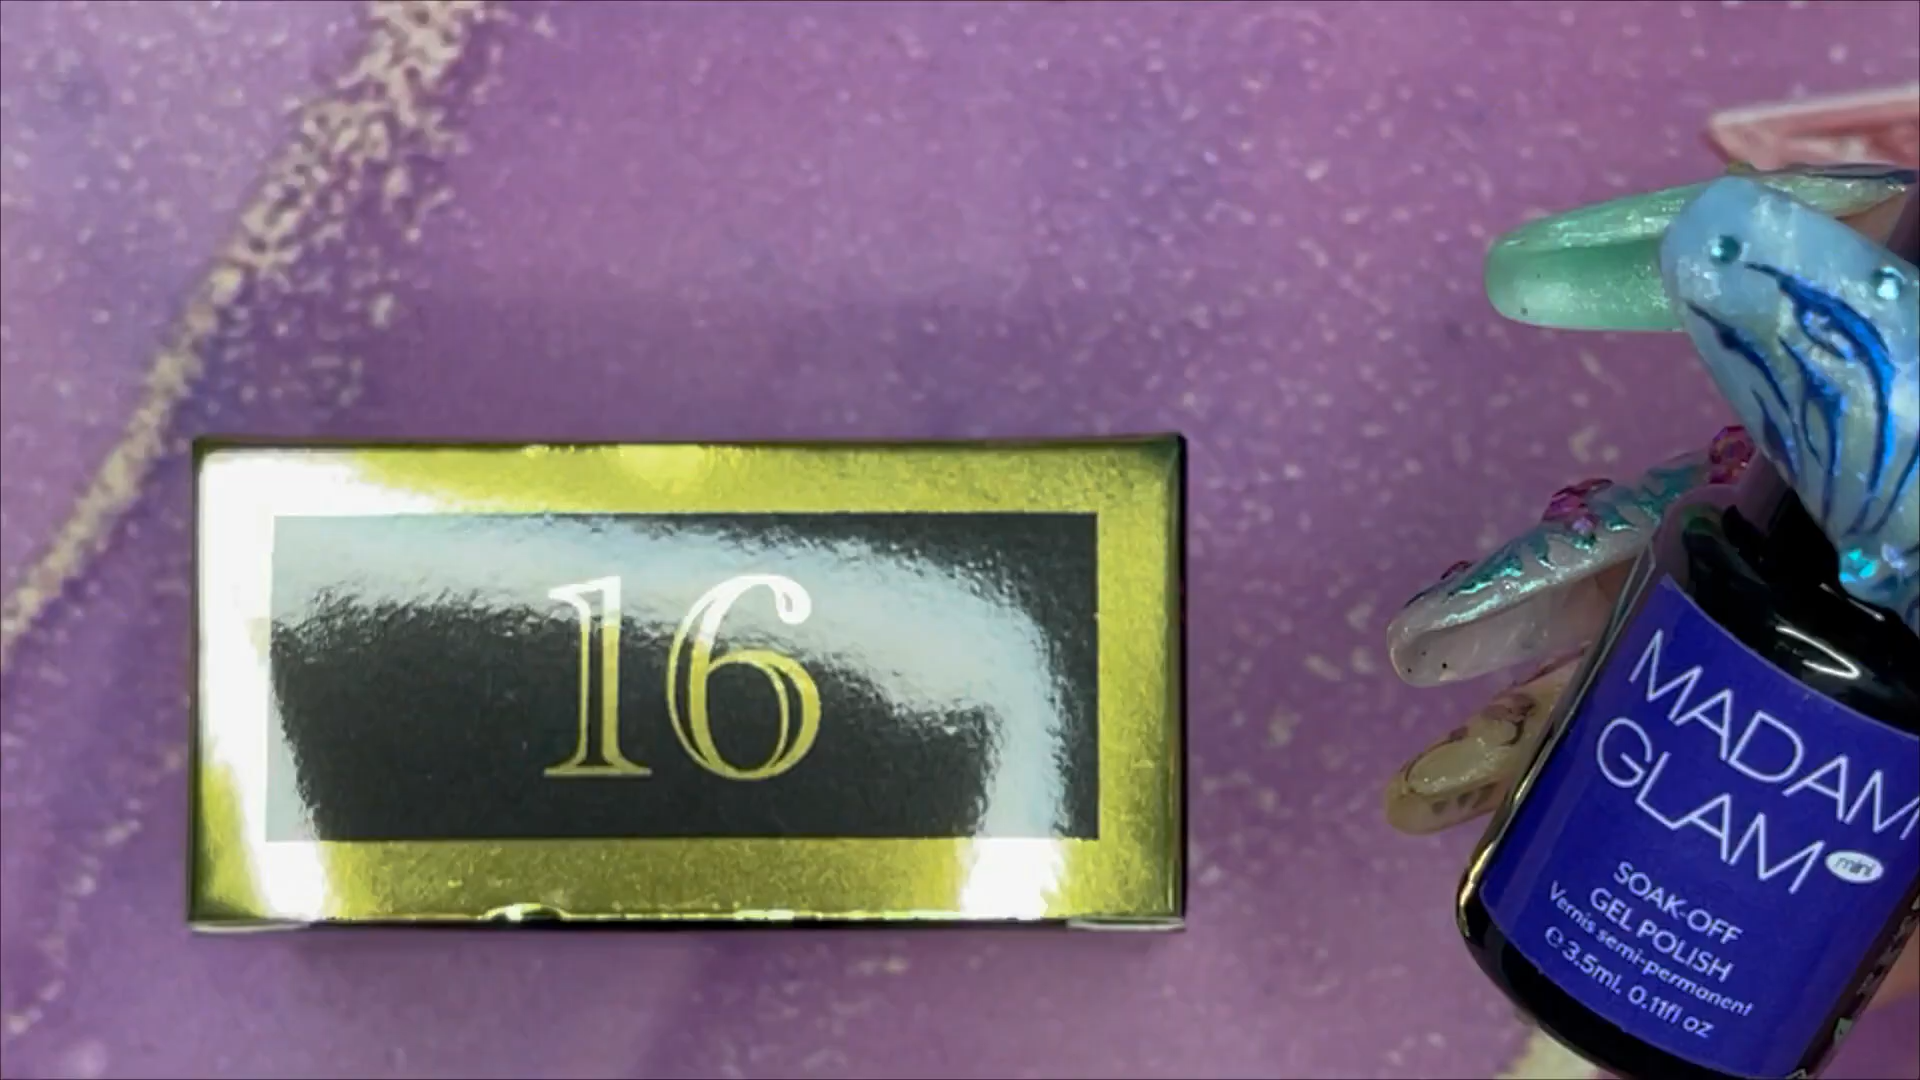 16
MADAM
GLAM
mini
SOAK-OFF
GEL POLISH
Vernis semi-permanent
℮ 3.5ml. 0.11fl oz